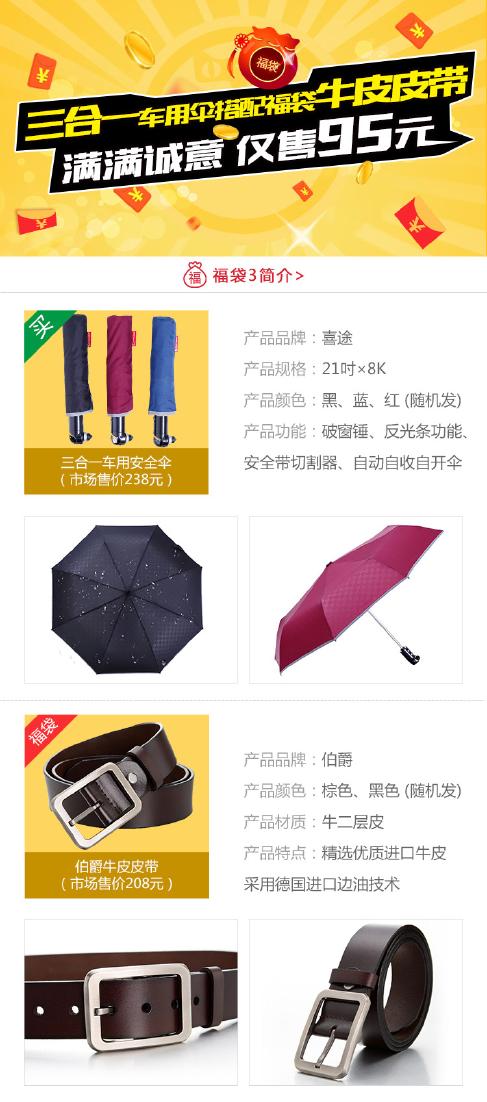 福袋
三合一车用伞搭配福袋牛皮皮带
满满诚意 仅售95元
福 福袋3简介>
买
三合一车用安全伞
（市场售价238元）
产品品牌：喜途
产品规格：21吋×8K
产品颜色：黑、蓝、红 (随机发)
产品功能：破窗锤、反光条功能、
安全带切割器、自动自收自开伞
福袋
伯爵牛皮皮带
（市场售价208元）
产品品牌：伯爵
产品颜色：棕色、黑色 (随机发)
产品材质：牛二层皮
产品特点：精选优质进口牛皮
采用德国进口边油技术